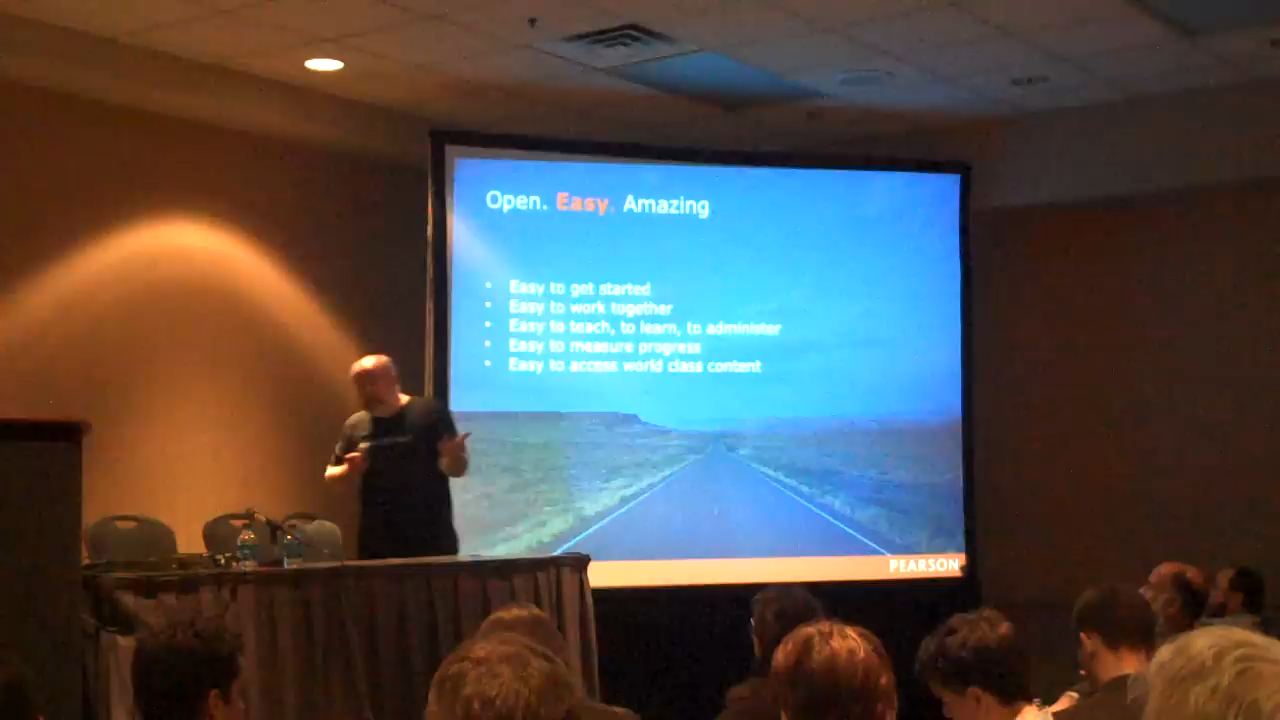 Open. Easy. Amazing
• Easy to get started
• Easy to work together
• Easy to teach, to learn, to administer
• Easy to measure progress
• Easy to access world class content
PEARSON